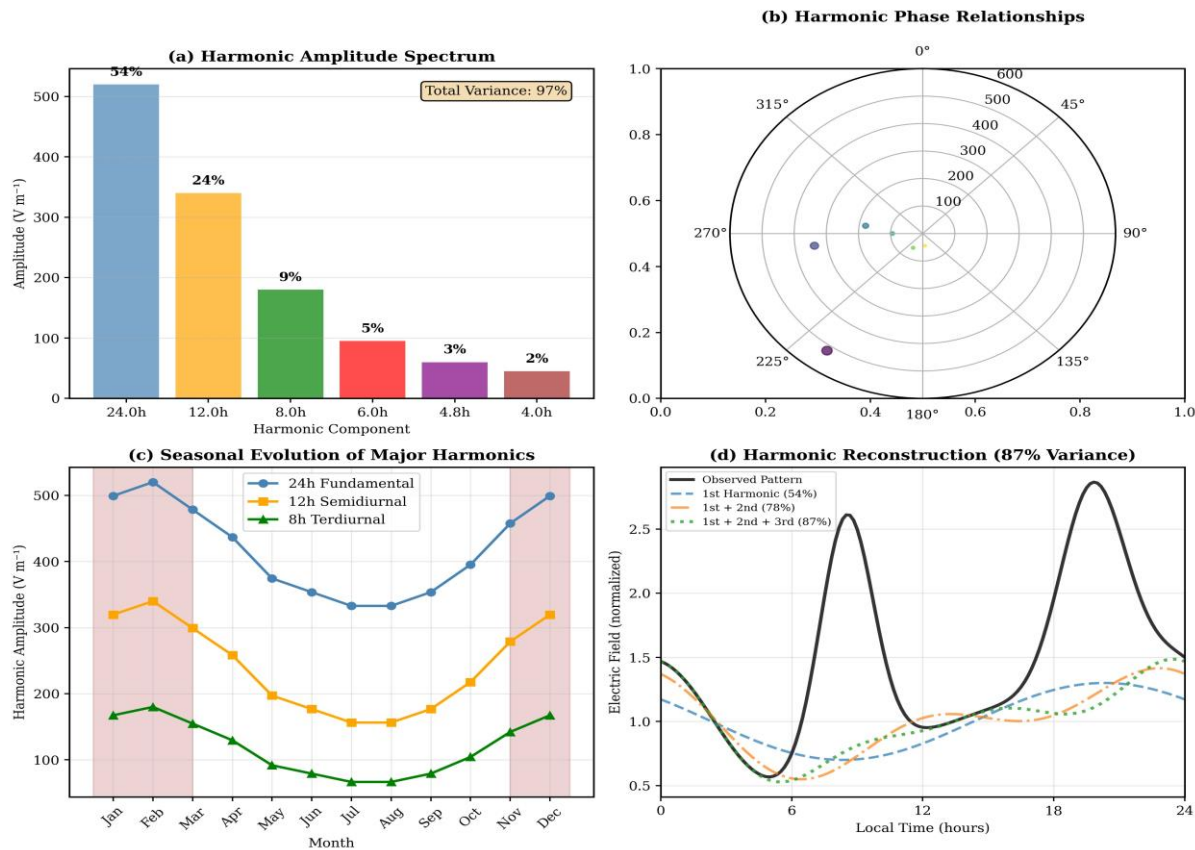 (a) Harmonic Amplitude Spectrum
54%
24%
9%
5%
3%
2%
Total Variance: 97%
500
400
300
200
100
0
Amplitude (V m⁻¹)
24.0h 12.0h 8.0h 6.0h 4.8h 4.0h
Harmonic Component
(b) Harmonic Phase Relationships
0°
45°
90°
135°
180°
225°
270°
315°
600
500
400
300
200
100
1.0
0.8
0.6
0.4
0.2
0.0
0.0 0.2 0.4 0.6 0.8 1.0
(c) Seasonal Evolution of Major Harmonics
24h Fundamental
12h Semidiurnal
8h Terdiurnal
500
400
300
200
100
Harmonic Amplitude (V m⁻¹)
Jan Feb Mar Apr May Jun Jul Aug Sep Oct Nov Dec
Month
(d) Harmonic Reconstruction (87% Variance)
Observed Pattern
1st Harmonic (54%)
1st + 2nd (78%)
1st + 2nd + 3rd (87%)
2.5
2.0
1.5
1.0
0.5
Electric Field (normalized)
0 6 12 18 24
Local Time (hours)